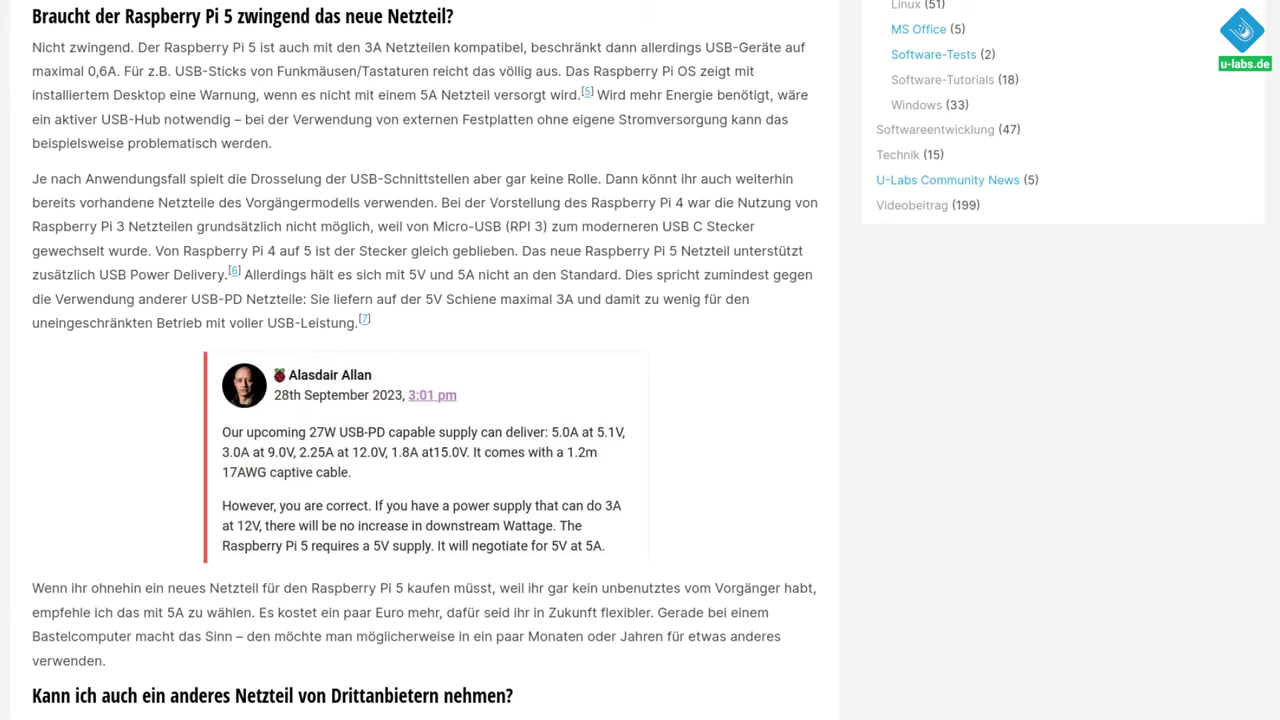 Braucht der Raspberry Pi 5 zwingend das neue Netzteil?
Nicht zwingend. Der Raspberry Pi 5 ist auch mit den 3A Netzteilen kompatibel, beschränkt dann allerdings USB-Geräte auf
maximal 0,6A. Für z.B. USB-Sticks von Funkmäusen/Tastaturen reicht das völlig aus. Das Raspberry Pi OS zeigt mit
installiertem Desktop eine Warnung, wenn es nicht mit einem 5A Netzteil versorgt wird.[5] Wird mehr Energie benötigt, wäre
ein aktiver USB-Hub notwendig – bei der Verwendung von externen Festplatten ohne eigene Stromversorgung kann das
beispielsweise problematisch werden.
Je nach Anwendungsfall spielt die Drosselung der USB-Schnittstellen aber gar keine Rolle. Dann könnt ihr auch weiterhin
bereits vorhandene Netzteile des Vorgängermodells verwenden. Bei der Vorstellung des Raspberry Pi 4 war die Nutzung von
Raspberry Pi 3 Netzteilen grundsätzlich nicht möglich, weil von Micro-USB (RPI 3) zum moderneren USB C Stecker
gewechselt wurde. Von Raspberry Pi 4 auf 5 ist der Stecker gleich geblieben. Das neue Raspberry Pi 5 Netzteil unterstützt
zusätzlich USB Power Delivery.[6] Allerdings hält es sich mit 5V und 5A nicht an den Standard. Dies spricht zumindest gegen
die Verwendung anderer USB-PD Netzteile: Sie liefern auf der 5V Schiene maximal 3A und damit zu wenig für den
uneingeschränkten Betrieb mit voller USB-Leistung.[7]
Alasdair Allan
28th September 2023, 3:01 pm
Our upcoming 27W USB-PD capable supply can deliver: 5.0A at 5.1V,
3.0A at 9.0V, 2.25A at 12.0V, 1.8A at15.0V. It comes with a 1.2m
17AWG captive cable.
However, you are correct. If you have a power supply that can do 3A
at 12V, there will be no increase in downstream Wattage. The
Raspberry Pi 5 requires a 5V supply. It will negotiate for 5V at 5A.
Wenn ihr ohnehin ein neues Netzteil für den Raspberry Pi 5 kaufen müsst, weil ihr gar kein unbenutztes vom Vorgänger habt,
empfehle ich das mit 5A zu wählen. Es kostet ein paar Euro mehr, dafür seid ihr in Zukunft flexibler. Gerade bei einem
Bastelcomputer macht das Sinn – den möchte man möglicherweise in ein paar Monaten oder Jahren für etwas anderes
verwenden.
Kann ich auch ein anderes Netzteil von Drittanbietern nehmen?
Linux (51)
MS Office (5)
Software-Tests (2)
Software-Tutorials (18)
Windows (33)
Softwareentwicklung (47)
Technik (15)
U-Labs Community News (5)
Videobeitrag (199)
u-labs.de